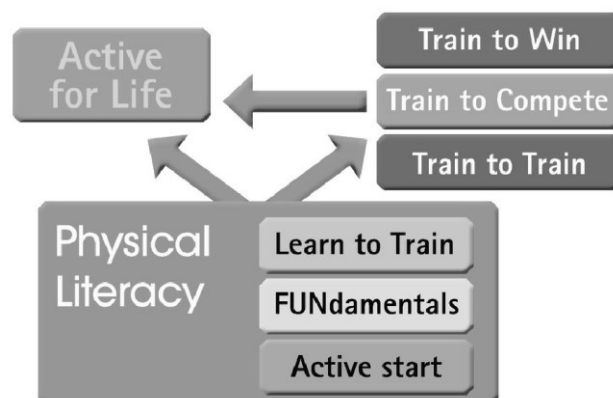 Active
for Life
Train to Win
Train to Compete
Train to Train
Physical
Literacy
Learn to Train
FUNdamentals
Active start